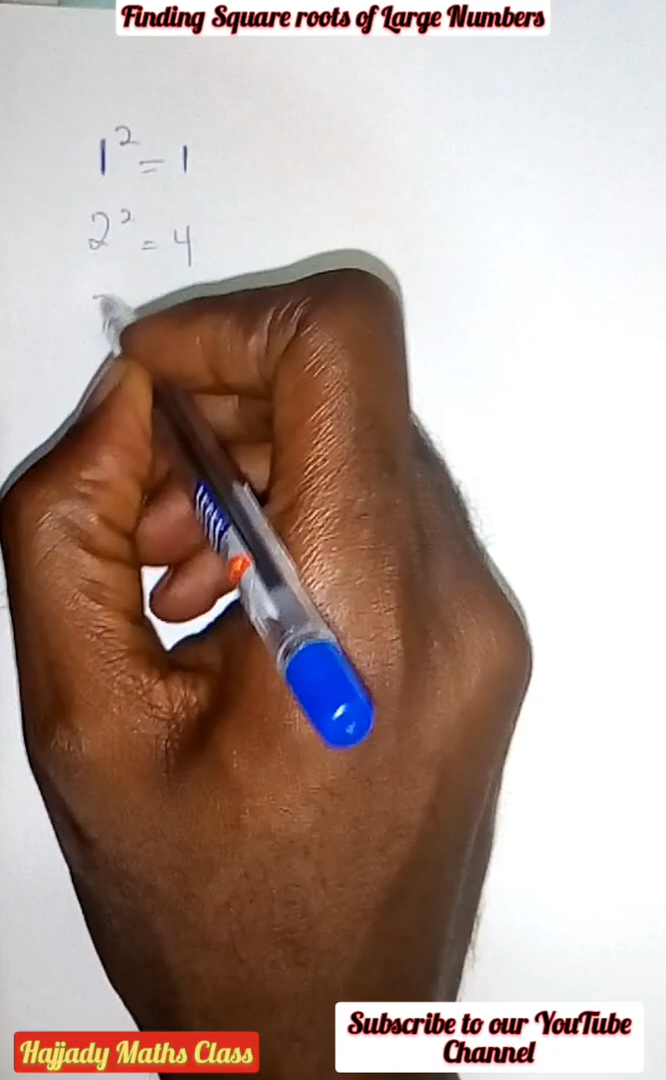 Finding Square roots of Large Numbers
1² = 1
2² = 4
Hajjady Maths Class
Subscribe to our YouTube
Channel